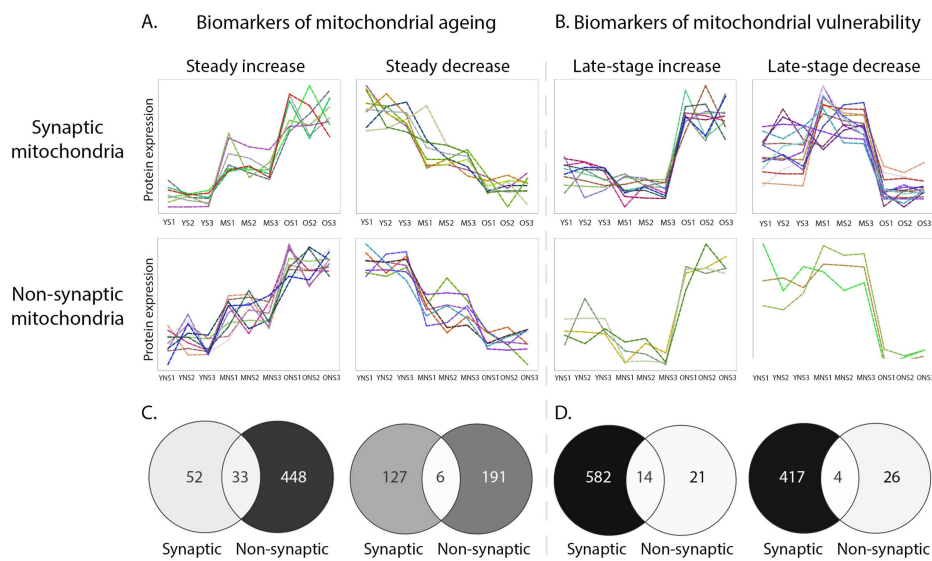 A. Biomarkers of mitochondrial ageing
B. Biomarkers of mitochondrial vulnerability
Steady increase
Steady decrease
Late-stage increase
Late-stage decrease
Synaptic
mitochondria
Protein expression
YS1 YS2 YS3 MS1 MS2 MS3 OS1 OS2 OS3
YS1 YS2 YS3 MS1 MS2 MS3 OS1 OS2 OS3
YS1 YS2 YS3 MS1 MS2 MS3 OS1 OS2 OS3
YS1 YS2 YS3 MS1 MS2 MS3 OS1 OS2 OS3
Non-synaptic
mitochondria
Protein expression
YNS1 YNS2 YNS3 MNS1 MNS2 MNS3 ONS1 ONS2 ONS3
YNS1 YNS2 YNS3 MNS1 MNS2 MNS3 ONS1 ONS2 ONS3
YNS1 YNS2 YNS3 MNS1 MNS2 MNS3 ONS1 ONS2 ONS3
YNS1 YNS2 YNS3 MNS1 MNS2 MNS3 ONS1 ONS2 ONS3
C.
52 33 448
Synaptic Non-synaptic
127 6 191
Synaptic Non-synaptic
D.
582 14 21
Synaptic Non-synaptic
417 4 26
Synaptic Non-synaptic